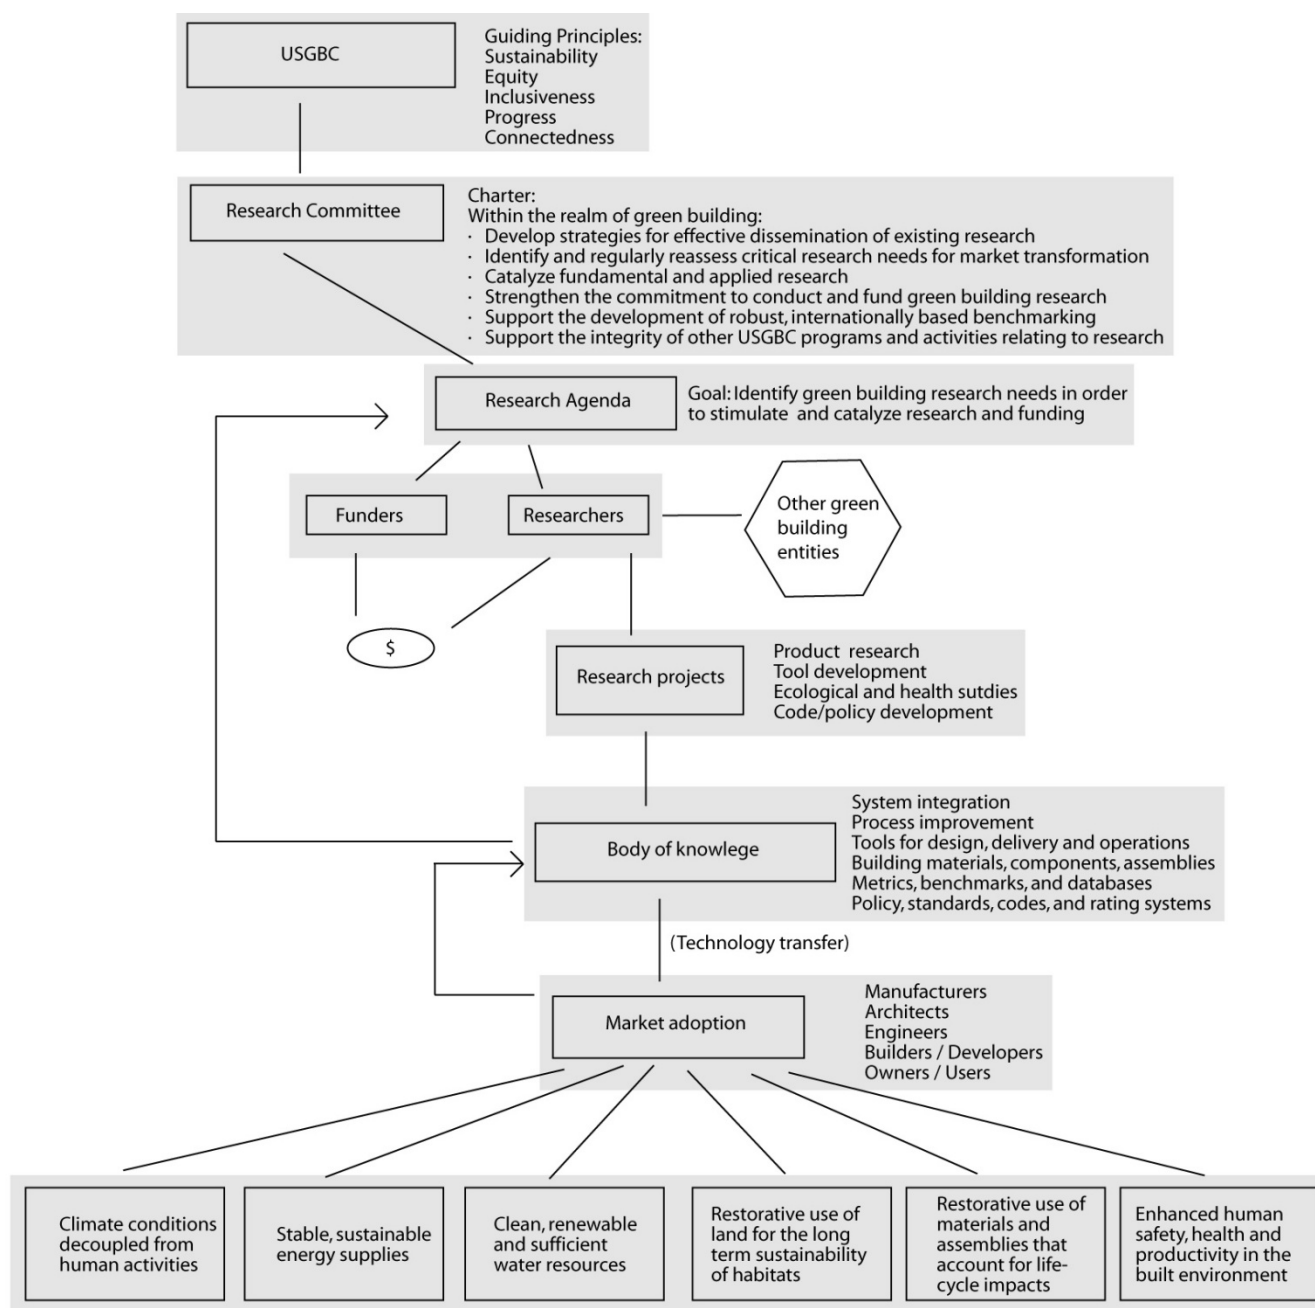 USGBC
Guiding Principles:
Sustainability
Equity
Inclusiveness
Progress
Connectedness
Research Committee
Charter:
Within the realm of green building:
· Develop strategies for effective dissemination of existing research
· Identify and regularly reassess critical research needs for market transformation
· Catalyze fundamental and applied research
· Strengthen the commitment to conduct and fund green building research
· Support the development of robust, internationally based benchmarking
· Support the integrity of other USGBC programs and activities relating to research
Research Agenda
Goal: Identify green building research needs in order
to stimulate and catalyze research and funding
Funders
Researchers
Other green
building
entities
$
Research projects
Product research
Tool development
Ecological and health sutdies
Code/policy development
Body of knowlege
System integration
Process improvement
Tools for design, delivery and operations
Building materials, components, assemblies
Metrics, benchmarks, and databases
Policy, standards, codes, and rating systems
(Technology transfer)
Market adoption
Manufacturers
Architects
Engineers
Builders / Developers
Owners / Users
Climate conditions
decoupled from
human activities
Stable, sustainable
energy supplies
Clean, renewable
and sufficient
water resources
Restorative use of
land for the long
term sustainability
of habitats
Restorative use of
materials and
assemblies that
account for life-
cycle impacts
Enhanced human
safety, health and
productivity in the
built environment